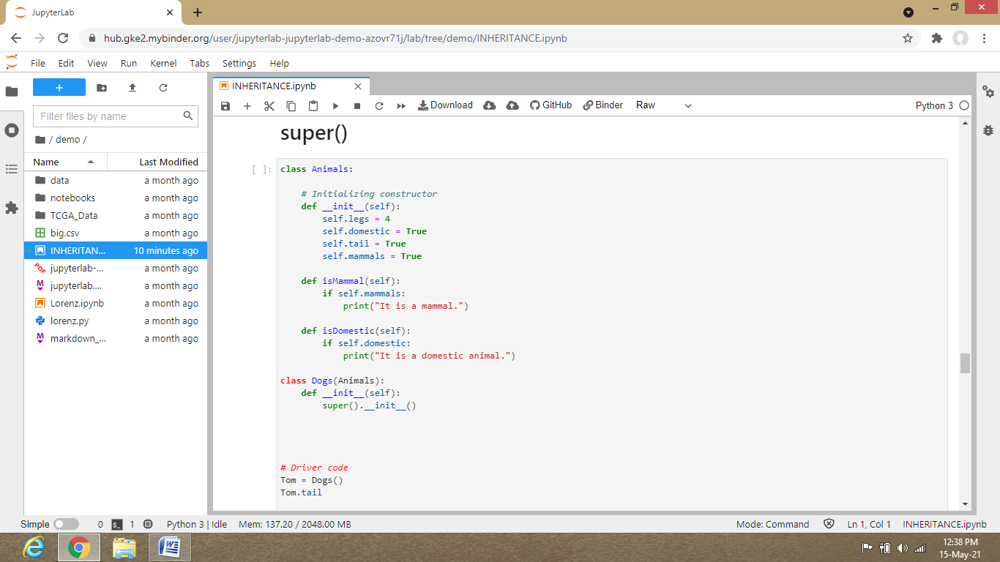 JupyterLab
hub.gke2.mybinder.org/user/jupyterlab-jupyterlab-demo-azovr71j/lab/tree/demo/INHERITANCE.ipynb
File Edit View Run Kernel Tabs Settings Help
Filter files by name
/ demo /
Name Last Modified
data a month ago
notebooks a month ago
TCGA_Data a month ago
big.csv a month ago
INHERITAN... 10 minutes ago
jupyterlab-... a month ago
jupyterlab.... a month ago
Lorenz.ipynb a month ago
lorenz.py a month ago
markdown_... a month ago
INHERITANCE.ipynb
Download GitHub Binder Raw Python 3
super()
[ ]: class Animals:
    # Initializing constructor
    def __init__(self):
        self.legs = 4
        self.domestic = True
        self.tail = True
        self.mammals = True
    def isMammal(self):
        if self.mammals:
            print("It is a mammal.")
    def isDomestic(self):
        if self.domestic:
            print("It is a domestic animal.")
class Dogs(Animals):
    def __init__(self):
        super().__init__()
# Driver code
Tom = Dogs()
Tom.tail
Simple 0 $_ 1 Python 3 | Idle Mem: 137.20 / 2048.00 MB Mode: Command Ln 1, Col 1 INHERITANCE.ipynb
12:38 PM
15-May-21